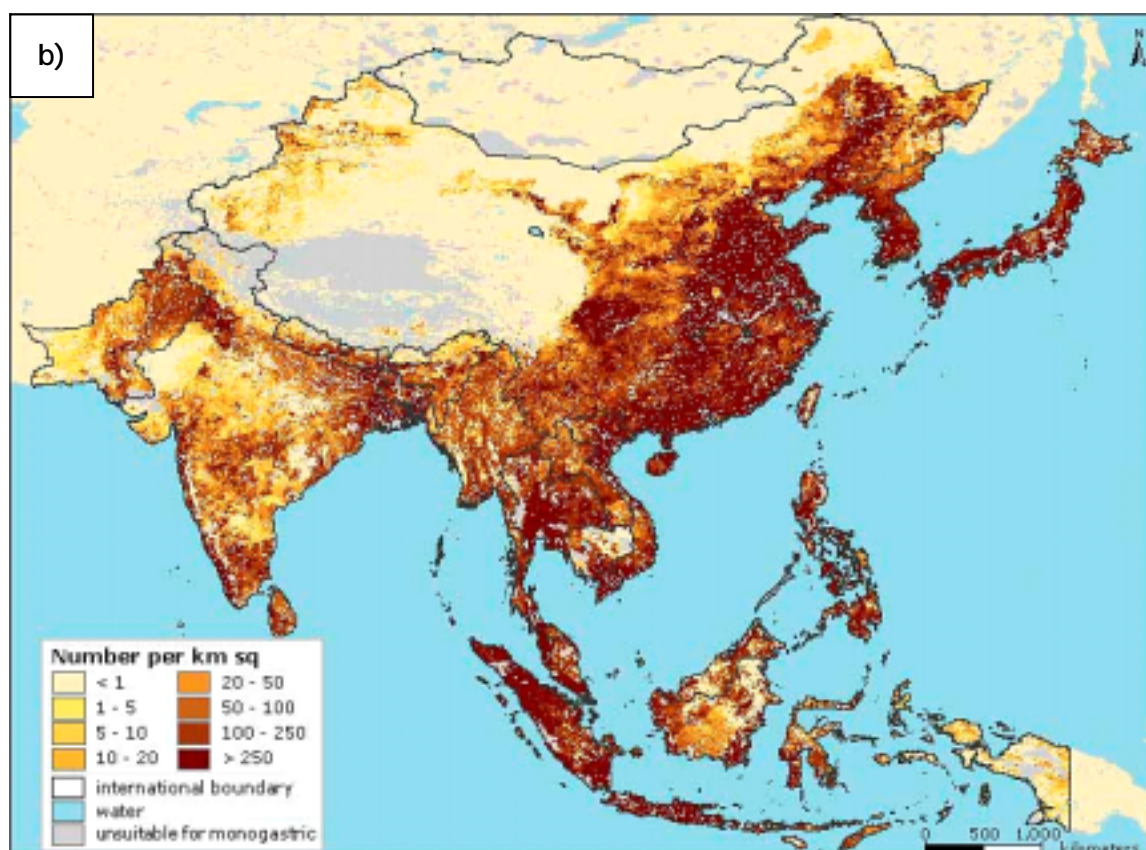 b)
N
Number per km sq
< 1
1 - 5
5 - 10
10 - 20
20 - 50
50 - 100
100 - 250
> 250
international boundary
water
unsuitable for monogastric
0 500 1,000
kilometers